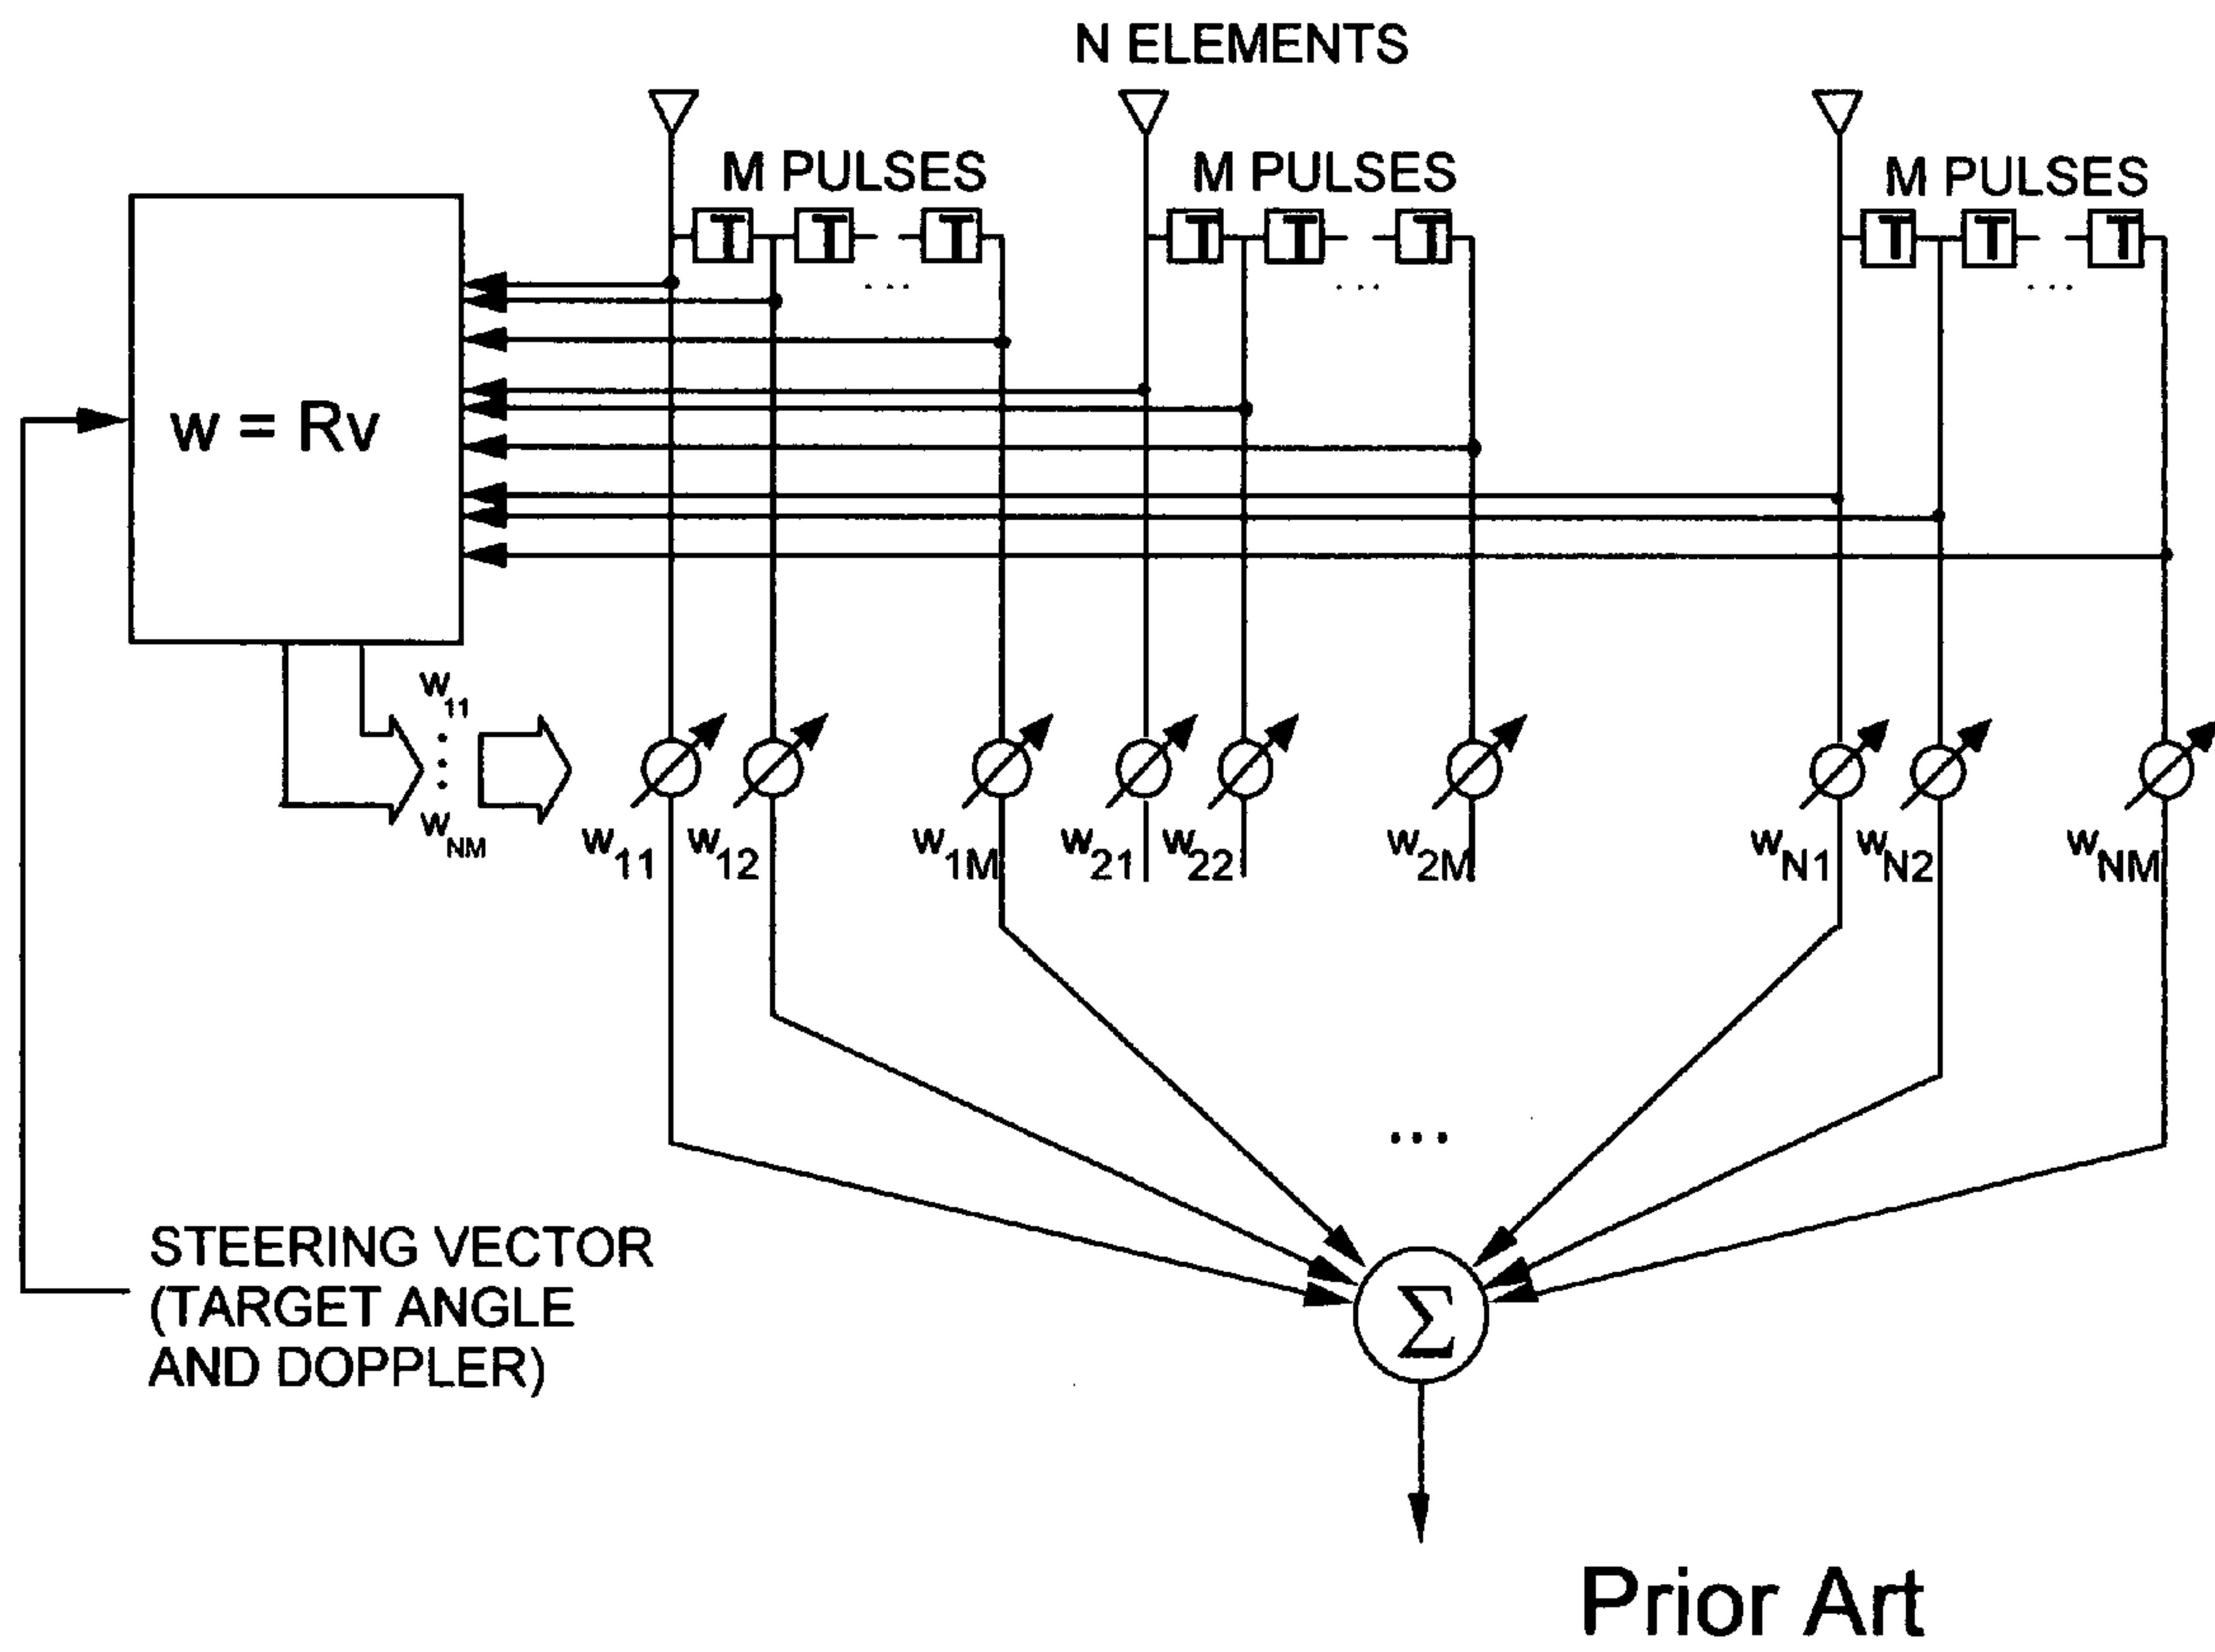 N ELEMENTS
M PULSES M PULSES M PULSES
T T T T T T T T T
... ... ...
w = Rv
w11
wNM
w11 w12 w1M w21 w22 w2M wN1 wN2 wNM
...
STEERING VECTOR
(TARGET ANGLE
AND DOPPLER)
Σ
Prior Art